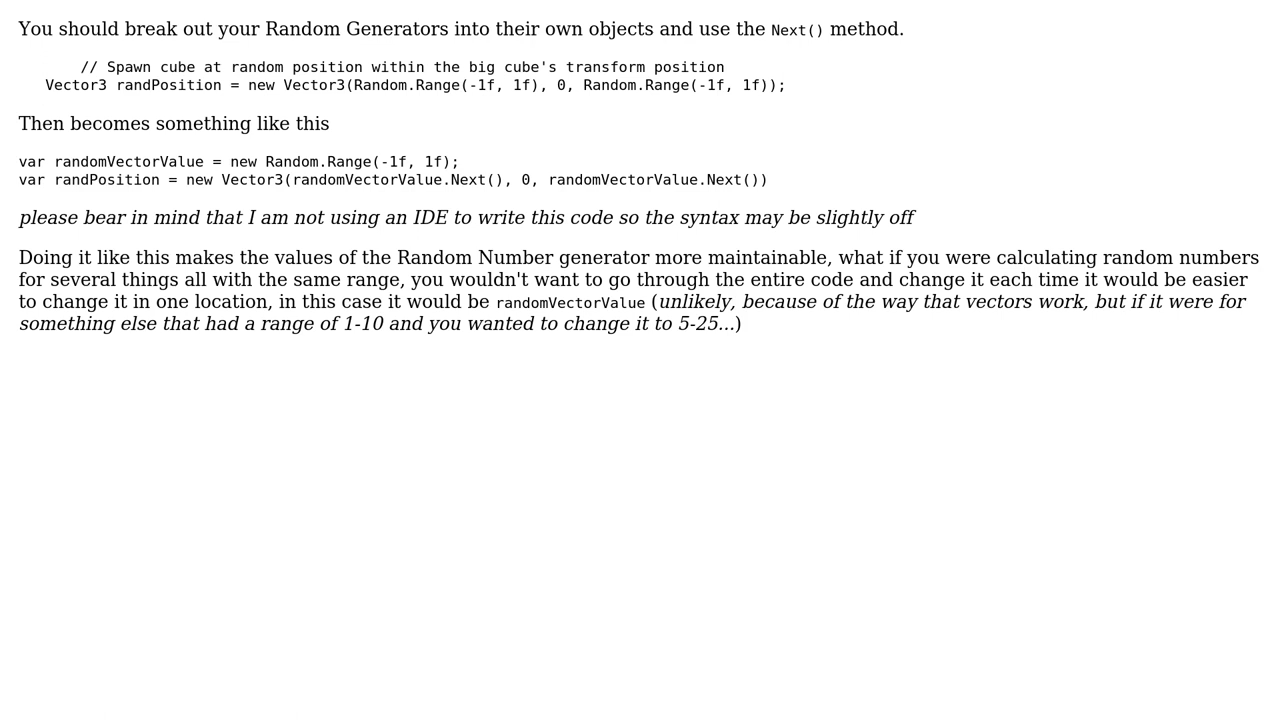 You should break out your Random Generators into their own objects and use the Next() method.
// Spawn cube at random position within the big cube's transform position
Vector3 randPosition = new Vector3(Random.Range(-1f, 1f), 0, Random.Range(-1f, 1f));
Then becomes something like this
var randomVectorValue = new Random.Range(-1f, 1f);
var randPosition = new Vector3(randomVectorValue.Next(), 0, randomVectorValue.Next())
please bear in mind that I am not using an IDE to write this code so the syntax may be slightly off
Doing it like this makes the values of the Random Number generator more maintainable, what if you were calculating random numbers
for several things all with the same range, you wouldn't want to go through the entire code and change it each time it would be easier
to change it in one location, in this case it would be randomVectorValue (unlikely, because of the way that vectors work, but if it were for
something else that had a range of 1-10 and you wanted to change it to 5-25...)